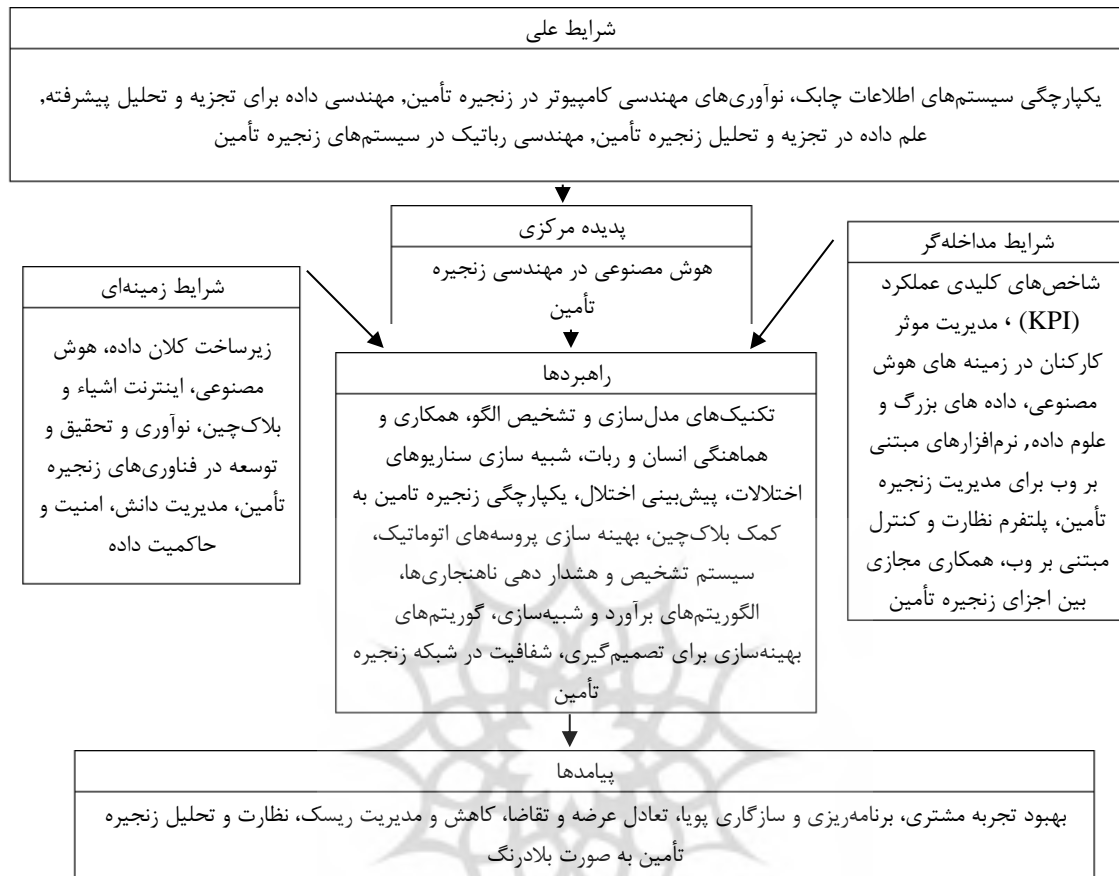 شرایط علی
یکپارچگی سیستم‌های اطلاعات چابک، نوآوری‌های مهندسی کامپیوتر در زنجیره تأمین, مهندسی داده برای تجزیه و تحلیل پیشرفته,
علم داده در تجزیه و تحلیل زنجیره تأمین, مهندسی رباتیک در سیستم‌های زنجیره تأمین
پدیده مرکزی
هوش مصنوعی در مهندسی زنجیره
تأمین
شرایط مداخله‌گر
شاخص‌های کلیدی عملکرد
(KPI) ، مدیریت موثر
کارکنان در زمینه های هوش
مصنوعی، داده های بزرگ و
علوم داده, نرم‌افزارهای مبتنی
بر وب برای مدیریت زنجیره
تأمین، پلتفرم نظارت و کنترل
مبتنی بر وب، همکاری مجازی
بین اجزای زنجیره تأمین
شرایط زمینه‌ای
زیرساخت کلان داده، هوش
مصنوعی، اینترنت اشیاء و
بلاک‌چین، نوآوری و تحقیق و
توسعه در فناوری‌های زنجیره
تأمین، مدیریت دانش، امنیت و
حاکمیت داده
راهبردها
تکنیک‌های مدل‌سازی و تشخیص الگو، همکاری و
هماهنگی انسان و ربات، شبیه سازی سناریوهای
اختلالات، پیش‌بینی اختلال، یکپارچگی زنجیره تامین به
کمک بلاک‌چین، بهینه سازی پروسه‌های اتوماتیک،
سیستم تشخیص و هشدار دهی ناهنجاری‌ها،
الگوریتم‌های برآورد و شبیه‌سازی، گوریتم‌های
بهینه‌سازی برای تصمیم‌گیری، شفافیت در شبکه زنجیره
تأمین
پیامدها
بهبود تجربه مشتری، برنامه‌ریزی و سازگاری پویا، تعادل عرضه و تقاضا، کاهش و مدیریت ریسک، نظارت و تحلیل زنجیره
تأمین به صورت بلادرنگ